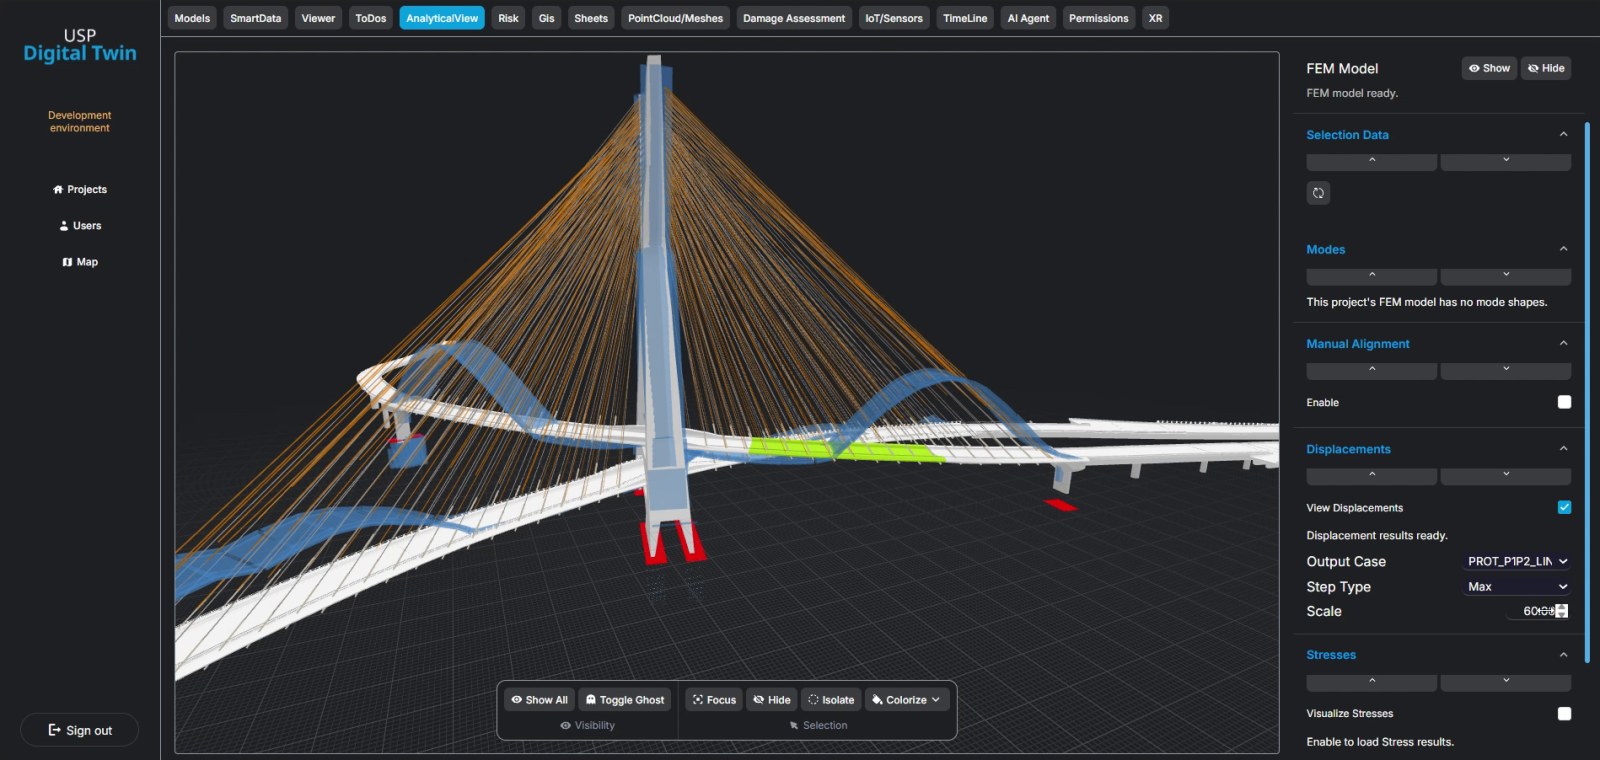 USP
Digital Twin
Development
environment
Projects
Users
Map
Sign out
Models SmartData Viewer ToDos AnalyticalView Risk Gis Sheets PointCloud/Meshes Damage Assessment IoT/Sensors TimeLine AI Agent Permissions XR
Show All Toggle Ghost Focus Hide Isolate Colorize
Visibility Selection
FEM Model Show Hide
FEM model ready.
Selection Data
Modes
This project's FEM model has no mode shapes.
Manual Alignment
Enable
Displacements
View Displacements
Displacement results ready.
Output Case PROT_P1P2_LIN
Step Type Max
Scale
Stresses
Visualize Stresses
Enable to load Stress results.